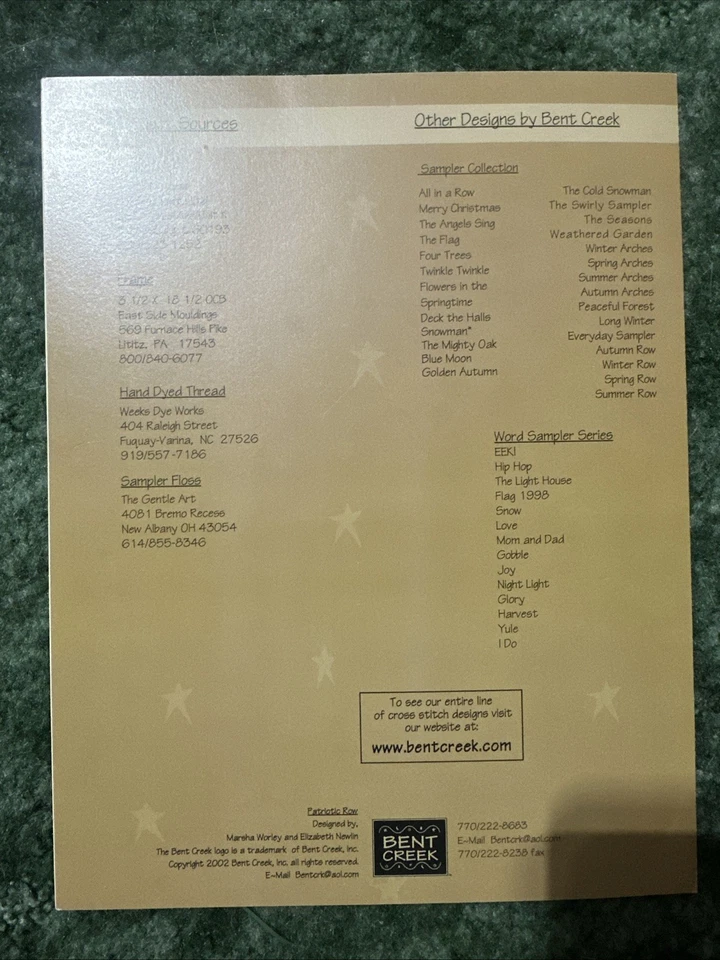 Sources
Frame
3 1/2 X 18 1/2 OCB
East Side Mouldings
569 Furnace Hills Pike
Lititz, PA 17543
800/840-6077
Hand Dyed Thread
Weeks Dye Works
404 Raleigh Street
Fuquay-Varina, NC 27526
919/557-7186
Sampler Floss
The Gentle Art
4081 Bremo Recess
New Albany OH 43054
614/855-8346
Other Designs by Bent Creek
Sampler Collection
All in a Row
Merry Christmas
The Angels Sing
The Flag
Four Trees
Twinkle Twinkle
Flowers in the
Springtime
Deck the Halls
Snowman*
The Mighty Oak
Blue Moon
Golden Autumn
The Cold Snowman
The Swirly Sampler
The Seasons
Weathered Garden
Winter Arches
Spring Arches
Summer Arches
Autumn Arches
Peaceful Forest
Long Winter
Everyday Sampler
Autumn Row
Winter Row
Spring Row
Summer Row
Word Sampler Series
EEK!
Hip Hop
The Light House
Flag 1998
Snow
Love
Mom and Dad
Gobble
Joy
Night Light
Glory
Harvest
Yule
I Do
To see our entire line
of cross stitch designs visit
our website at:
www.bentcreek.com
Patriotic Row
Designed by,
Marsha Worley and Elizabeth Newlin
The Bent Creek logo is a trademark of Bent Creek, Inc.
Copyright 2002 Bent Creek, Inc. all rights reserved.
E-Mail Bentcrk@aol.com
BENT
CREEK
770/222-8683
E-Mail Bentcrk@aol.com
770/222-8238 fax